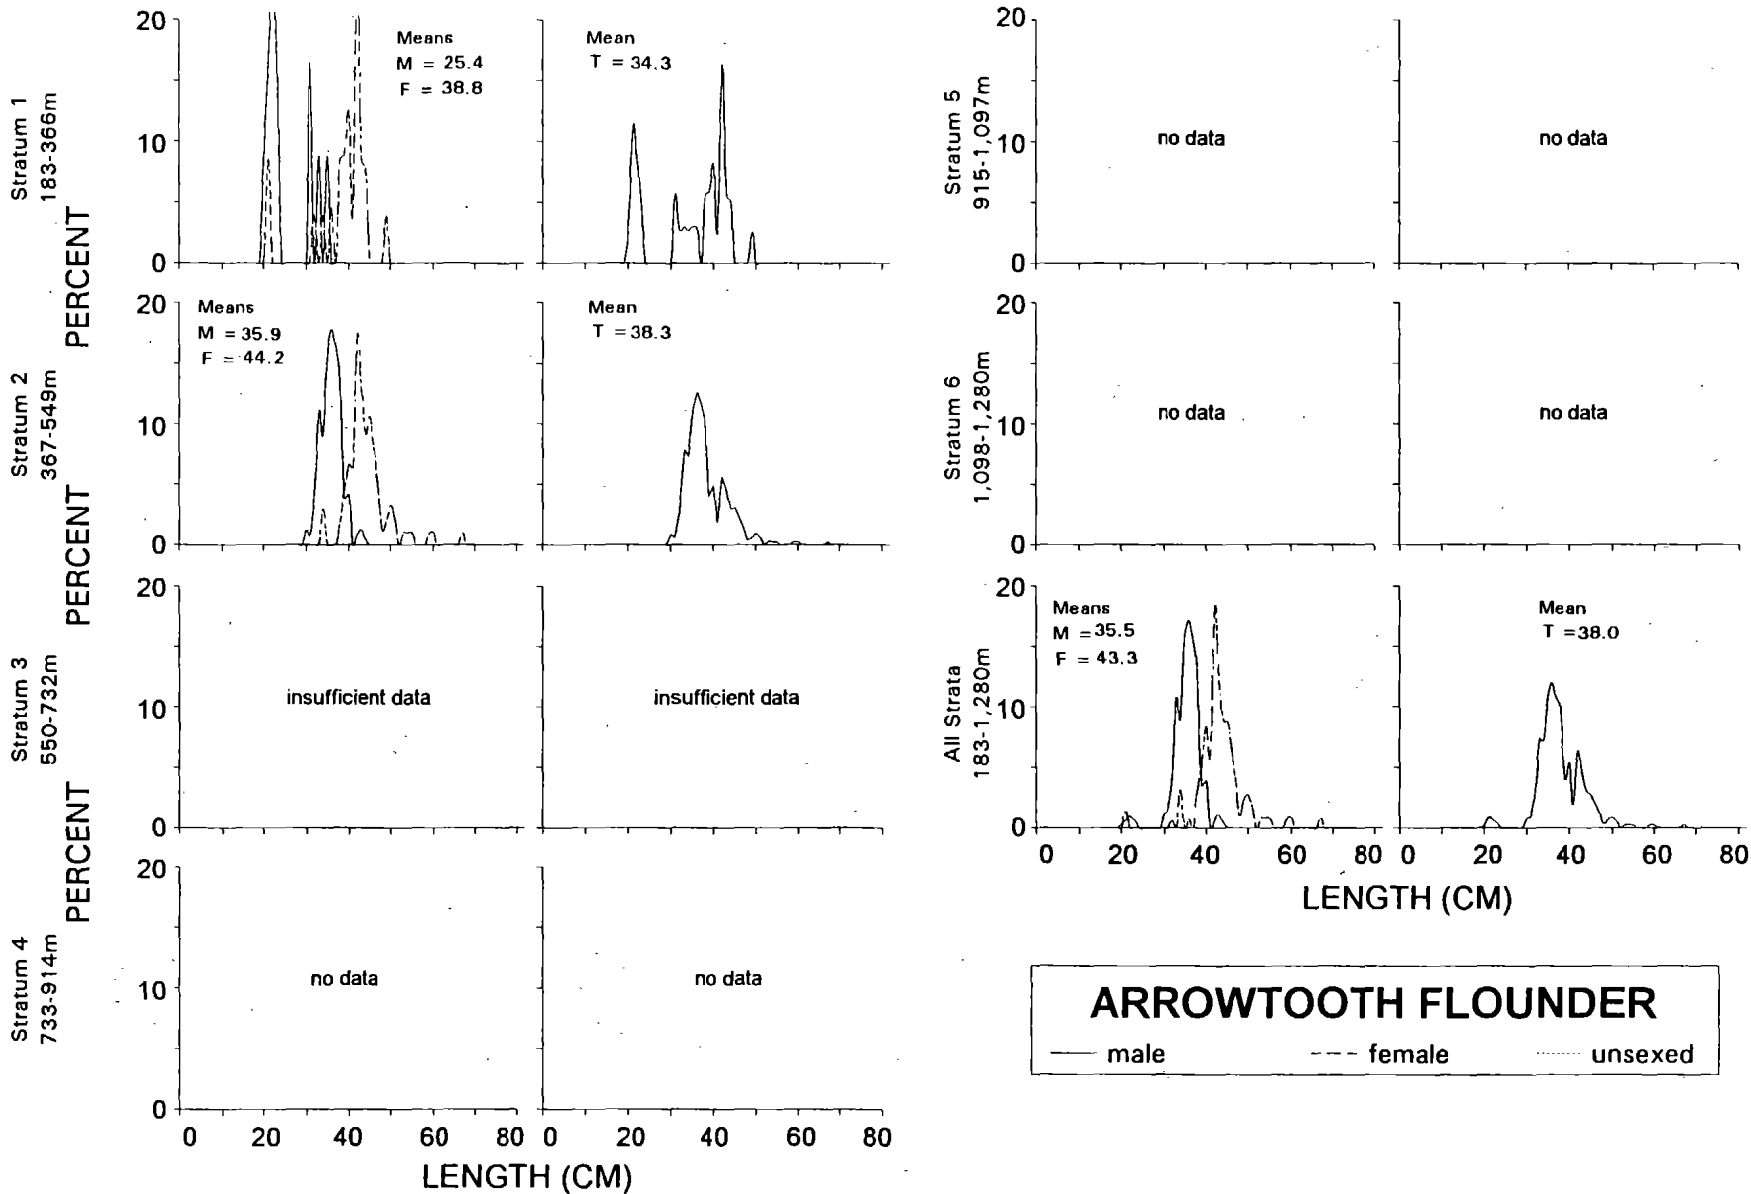 Stratum 1
183-366m
PERCENT
20
10
0
Means
M = 25.4
F = 38.8
Mean
T = 34.3
Stratum 2
367-549m
PERCENT
20
10
0
Means
M = 35.9
F = 44.2
Mean
T = 38.3
Stratum 3
550-732m
PERCENT
20
10
0
insufficient data
insufficient data
Stratum 4
733-914m
20
10
0
no data
no data
0 20 40 60 80
0 20 40 60 80
LENGTH (CM)
Stratum 5
915-1,097m
20
10
0
no data
no data
Stratum 6
1,098-1,280m
20
10
0
no data
no data
All Strata
183-1,280m
20
10
0
Means
M = 35.5
F = 43.3
Mean
T = 38.0
0 20 40 60 80
0 20 40 60 80
LENGTH (CM)
ARROWTOOTH FLOUNDER
male female unsexed